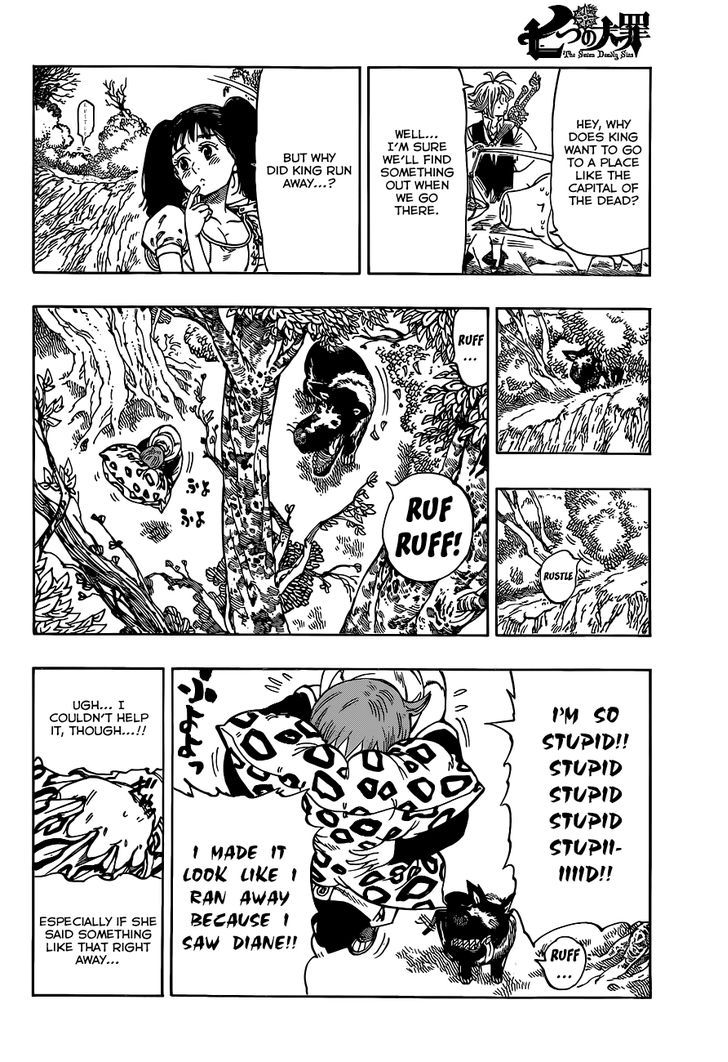 七つの大罪
The Seven Deadly Sins
HEY, WHY
DOES KING
WANT TO GO
TO A PLACE
LIKE THE
CAPITAL OF
THE DEAD?
WELL...
I'M SURE
WE'LL FIND
SOMETHING
OUT WHEN
WE GO
THERE.
BUT WHY
DID KING RUN
AWAY...?
RUSTLE
RUFF
...
RUF
RUFF!
ぷよ
ぷよ
I'M SO
STUPID!!
STUPID
STUPID
STUPID
STUPII-
IIIID!!
I MADE IT
LOOK LIKE I
RAN AWAY
BECAUSE I
SAW DIANE!!
RUFF
...
UGH... I
COULDN'T HELP
IT, THOUGH...!!
ESPECIALLY IF SHE
SAID SOMETHING
LIKE THAT RIGHT
AWAY...